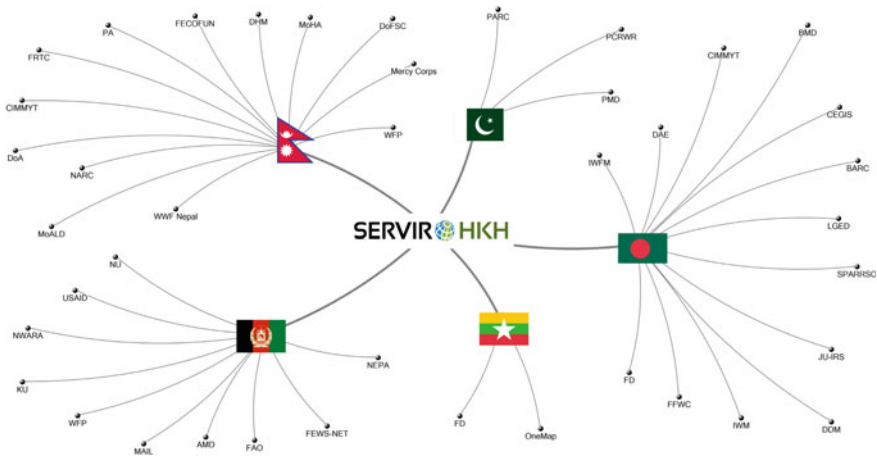 PARC
FECOFUN
DHM
MoHA
DoFSC
PA
BMD
PCRWR
FRTC
CIMMYT
Mercy Corps
CIMMYT
PMD
CEGIS
WFP
DAE
DoA
IWFM
BARC
NARC
WWF Nepal
LGED
MoALD
SERVIR HKH
NU
SPARRSO
USAID
NWARA
JU-IRS
NEPA
KU
FD
FFWC
WFP
FD
IWM
DDM
FEWS-NET
OneMap
AMD
MAIL
FAO